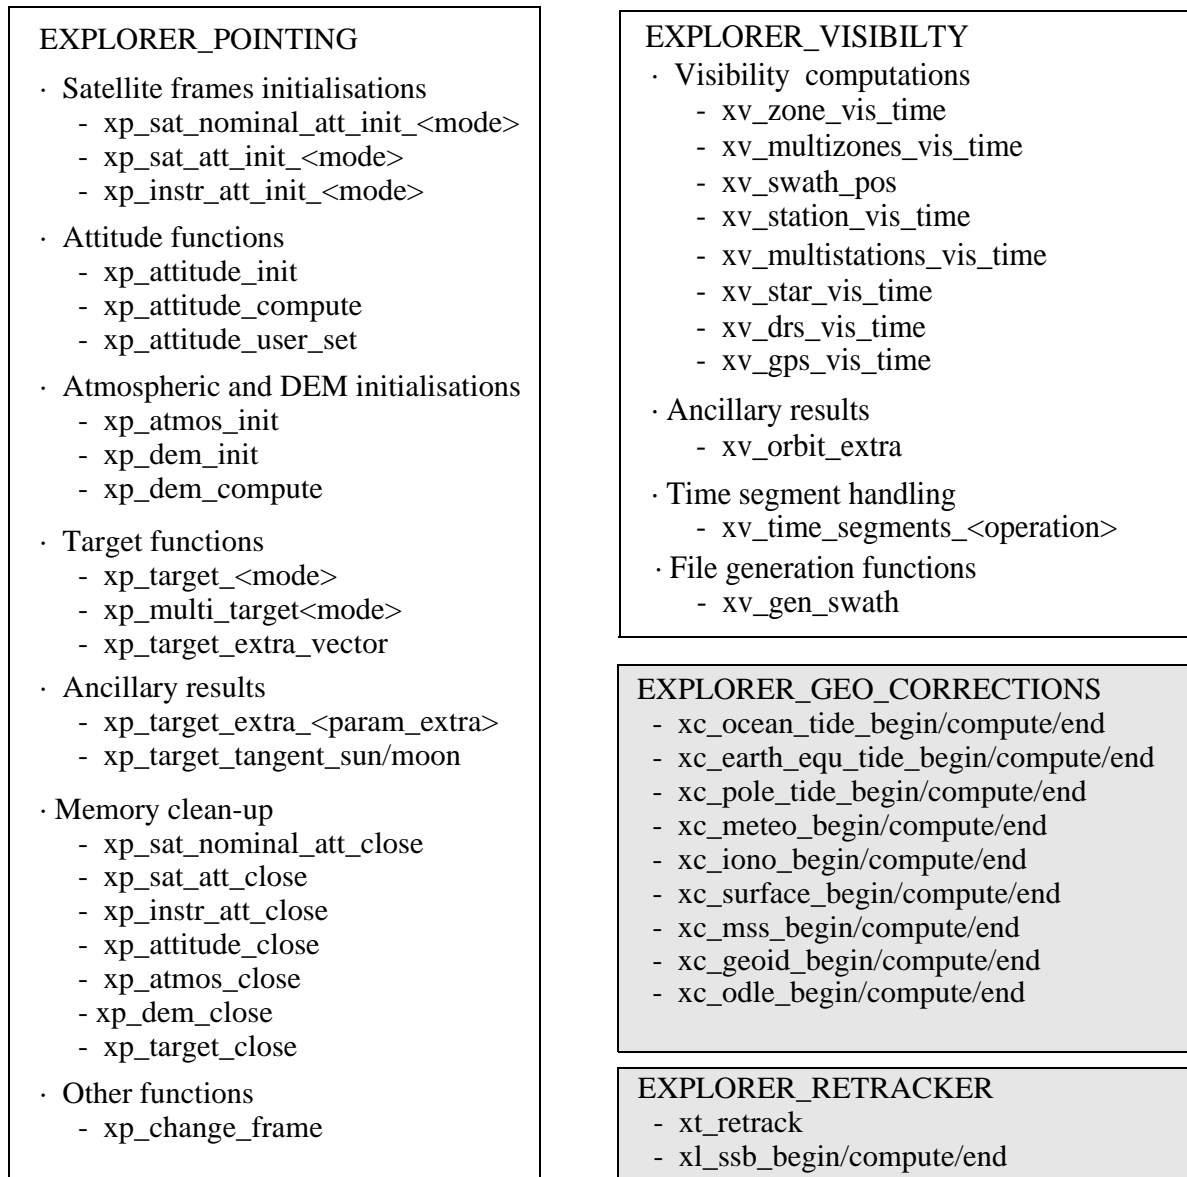 EXPLORER_POINTING
· Satellite frames initialisations
- xp_sat_nominal_att_init_<mode>
- xp_sat_att_init_<mode>
- xp_instr_att_init_<mode>
· Attitude functions
- xp_attitude_init
- xp_attitude_compute
- xp_attitude_user_set
· Atmospheric and DEM initialisations
- xp_atmos_init
- xp_dem_init
- xp_dem_compute
· Target functions
- xp_target_<mode>
- xp_multi_target<mode>
- xp_target_extra_vector
· Ancillary results
- xp_target_extra_<param_extra>
- xp_target_tangent_sun/moon
· Memory clean-up
- xp_sat_nominal_att_close
- xp_sat_att_close
- xp_instr_att_close
- xp_attitude_close
- xp_atmos_close
- xp_dem_close
- xp_target_close
· Other functions
- xp_change_frame
EXPLORER_VISIBILTY
· Visibility computations
- xv_zone_vis_time
- xv_multizones_vis_time
- xv_swath_pos
- xv_station_vis_time
- xv_multistations_vis_time
- xv_star_vis_time
- xv_drs_vis_time
- xv_gps_vis_time
· Ancillary results
- xv_orbit_extra
· Time segment handling
- xv_time_segments_<operation>
· File generation functions
- xv_gen_swath
EXPLORER_GEO_CORRECTIONS
- xc_ocean_tide_begin/compute/end
- xc_earth_equ_tide_begin/compute/end
- xc_pole_tide_begin/compute/end
- xc_meteo_begin/compute/end
- xc_iono_begin/compute/end
- xc_surface_begin/compute/end
- xc_mss_begin/compute/end
- xc_geoid_begin/compute/end
- xc_odle_begin/compute/end
EXPLORER_RETRACKER
- xt_retrack
- xl_ssb_begin/compute/end